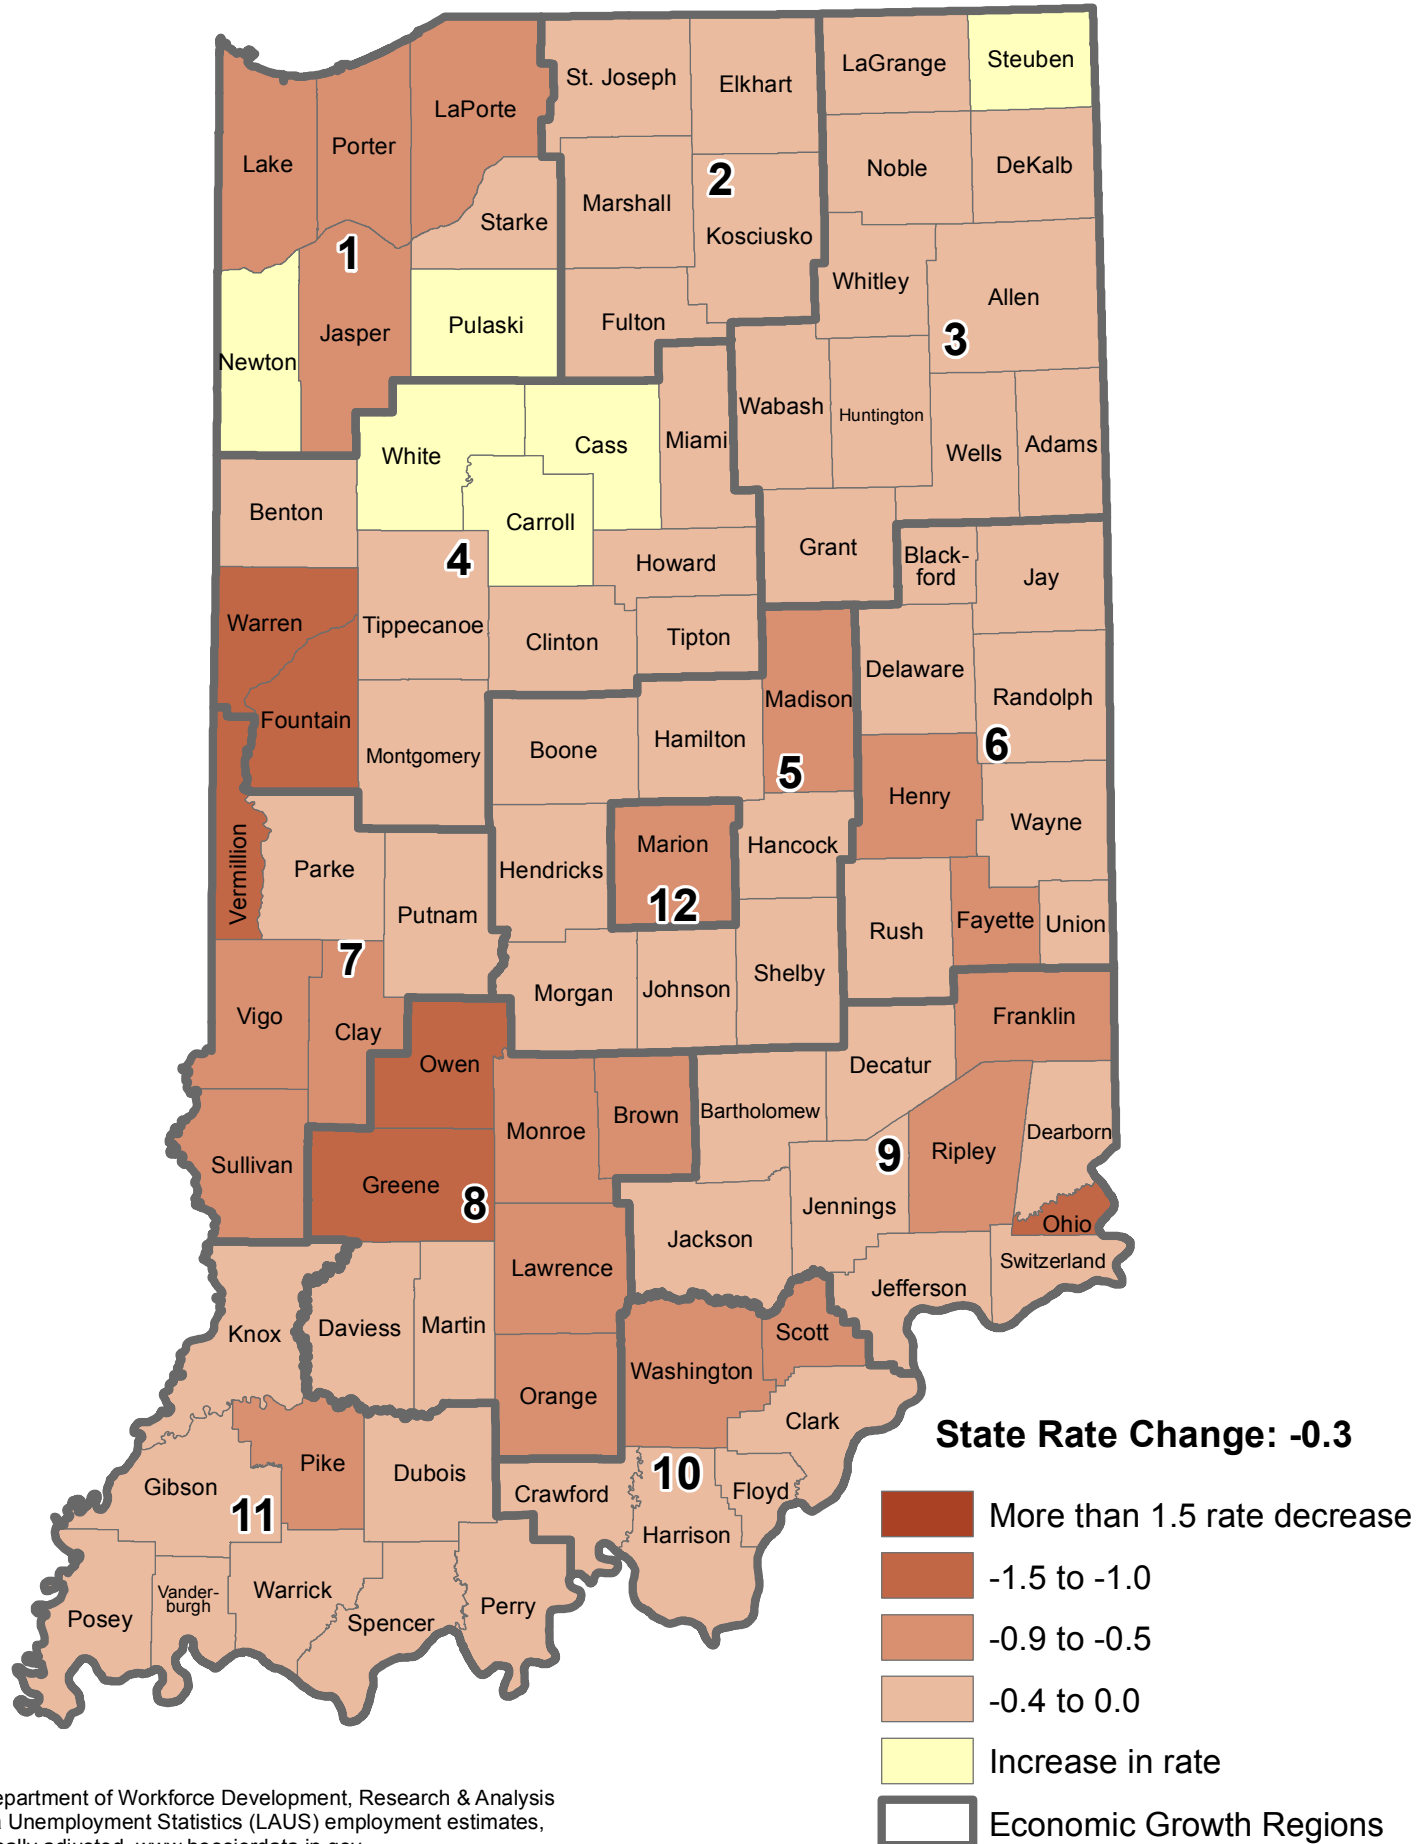 St. Joseph
Elkhart
LaGrange
Steuben
LaPorte
Porter
Lake
Noble
DeKalb
2
Marshall
Starke
Kosciusko
1
Whitley
Allen
Jasper
Pulaski
Fulton
3
Newton
Wabash
Huntington
White
Cass
Miami
Wells
Adams
Benton
Carroll
Grant
4
Howard
Black-
ford
Jay
Warren
Tippecanoe
Clinton
Tipton
Delaware
Madison
Randolph
Fountain
Montgomery
Boone
Hamilton
5
6
Henry
Wayne
Vermillion
Parke
Hendricks
Marion
Hancock
12
Putnam
Rush
Fayette
Union
7
Morgan
Johnson
Shelby
Vigo
Clay
Franklin
Owen
Decatur
Monroe
Brown
Bartholomew
Dearborn
Sullivan
Greene
8
9
Ripley
Jennings
Ohio
Jackson
Switzerland
Lawrence
Jefferson
Knox
Daviess
Martin
Scott
Washington
Orange
Clark
State Rate Change: -0.3
Gibson
Pike
Dubois
10
Crawford
Floyd
11
Harrison
More than 1.5 rate decrease
-1.5 to -1.0
Posey
Vander-
burgh
Warrick
Spencer
Perry
-0.9 to -0.5
-0.4 to 0.0
Increase in rate
Economic Growth Regions
epartment of Workforce Development, Research & Analysis
Unemployment Statistics (LAUS) employment estimates,